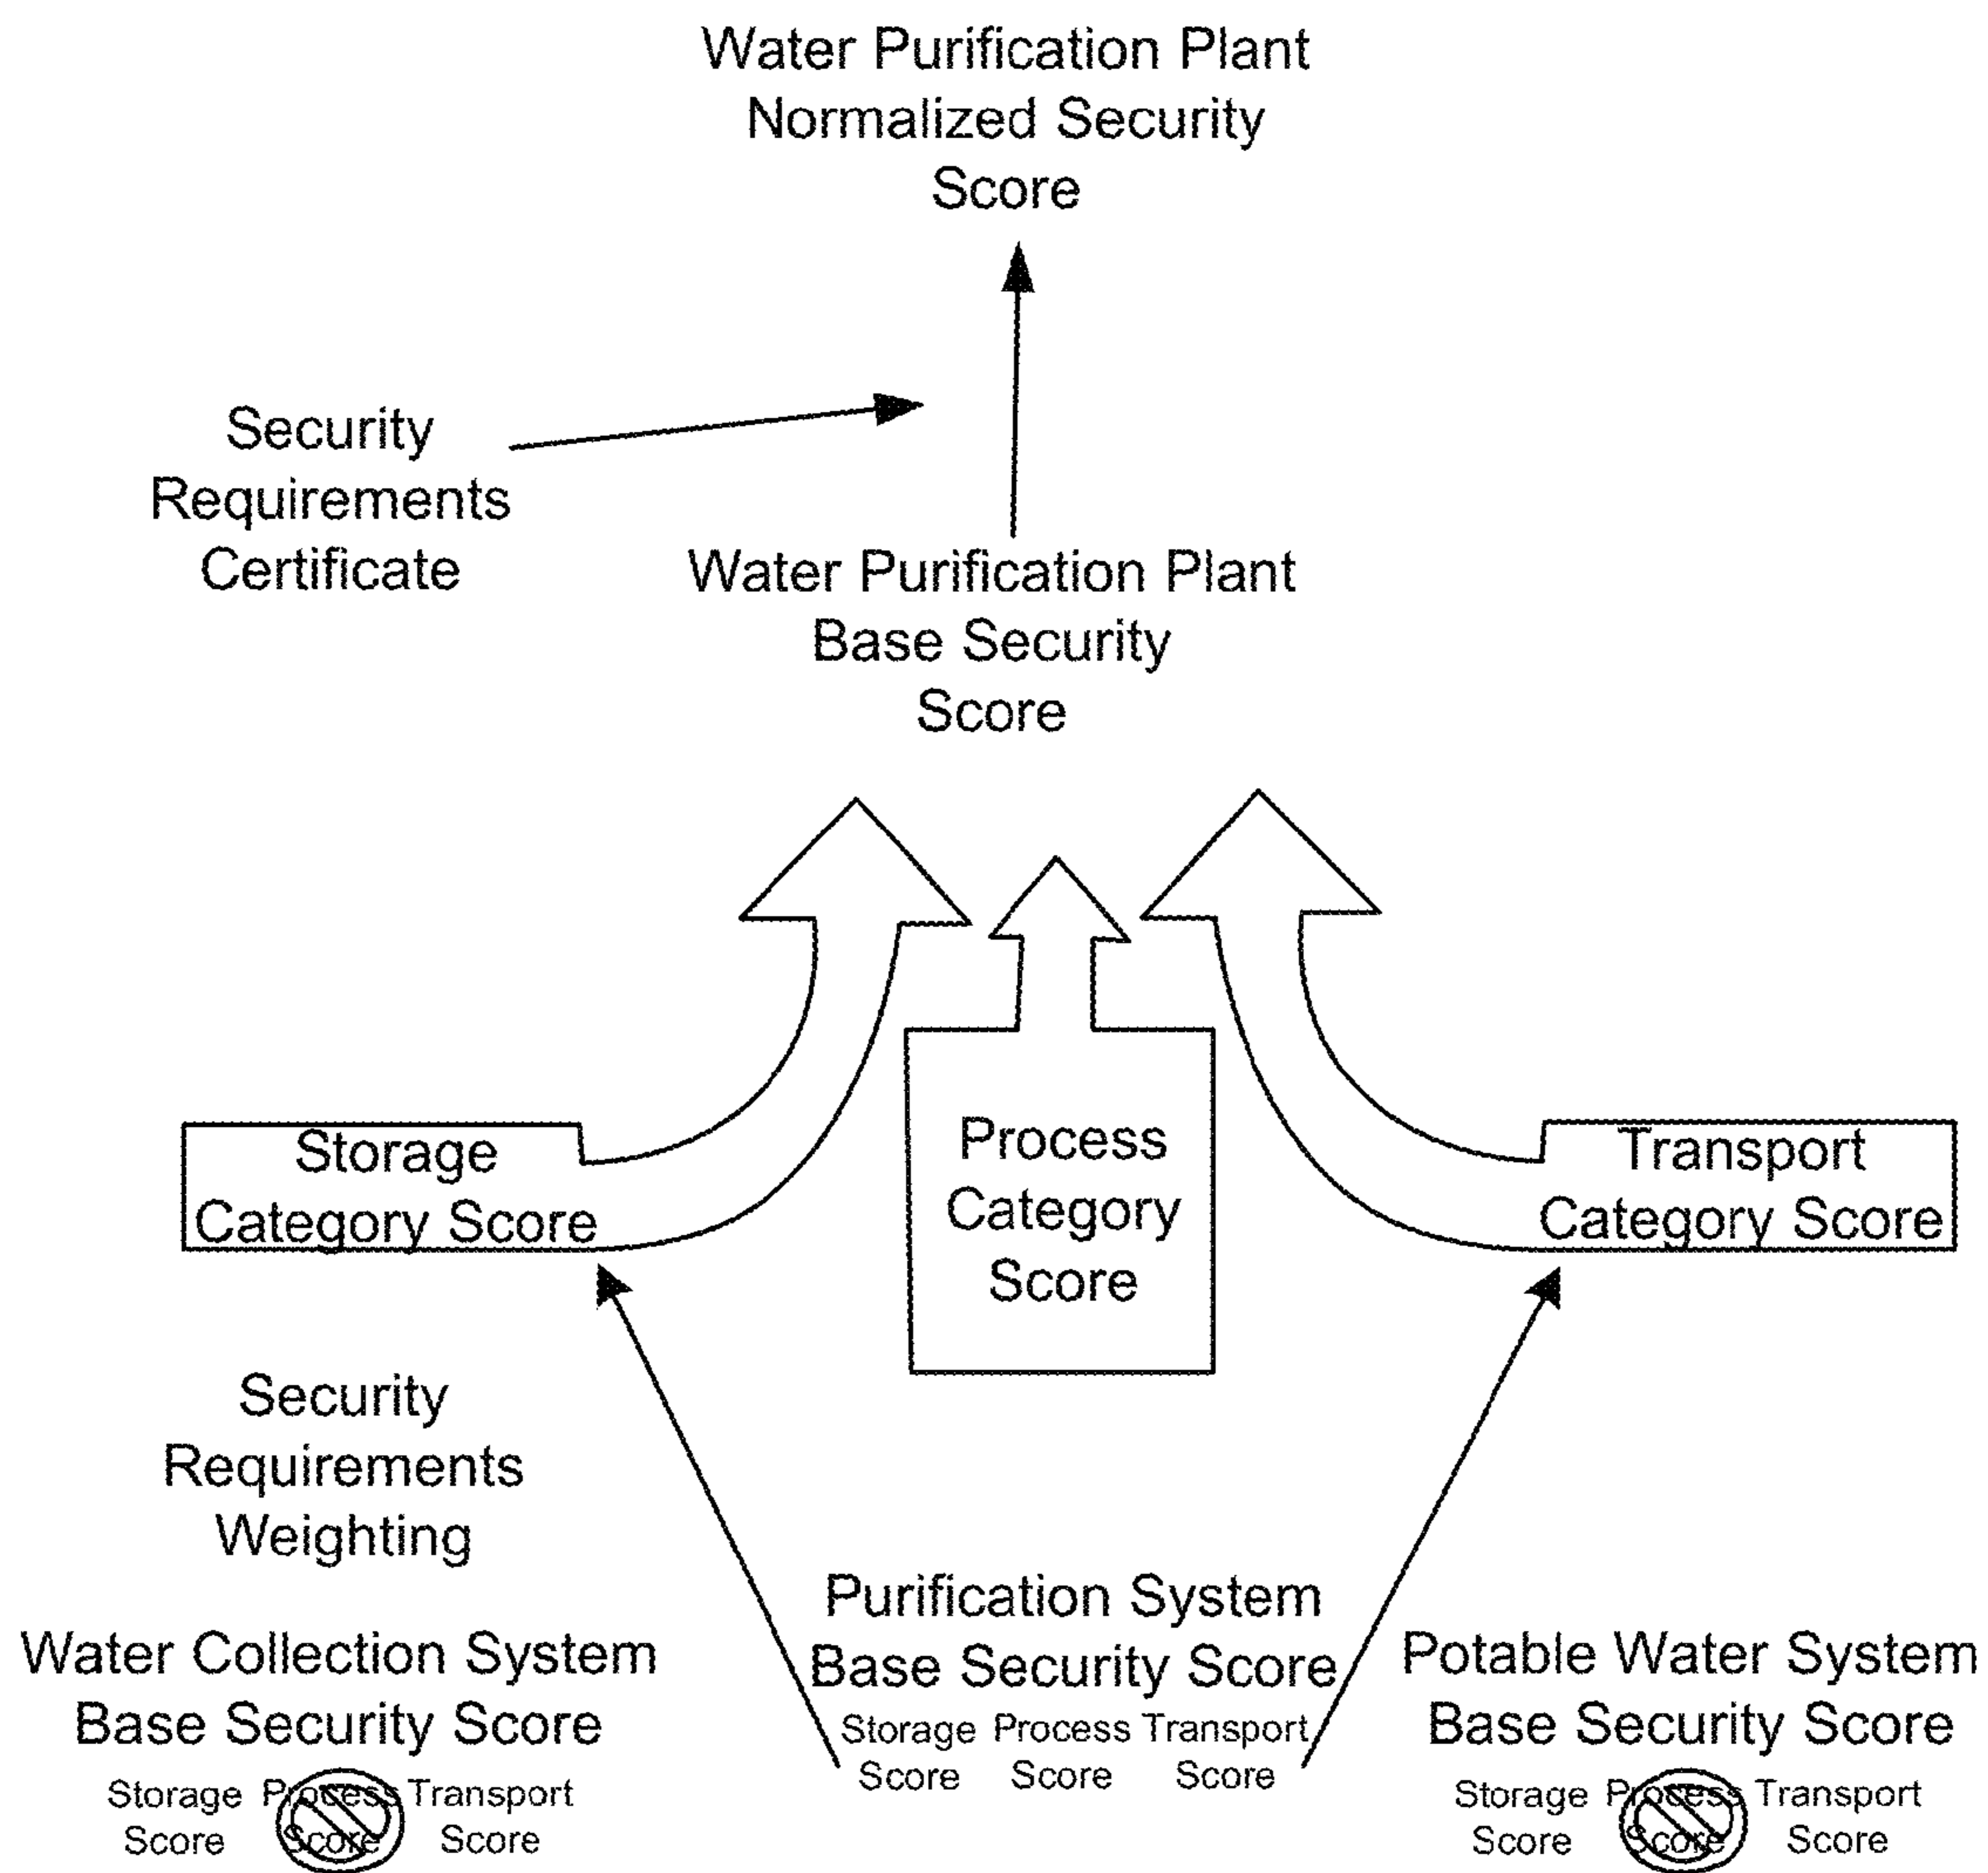 Water Purification Plant
Normalized Security
Score
Security
Requirements
Certificate
Water Purification Plant
Base Security
Score
Storage
Category Score
Process
Category
Score
Transport
Category Score
Security
Requirements
Weighting
Water Collection System
Base Security Score
Storage Process Transport
Score Score Score
Purification System
Base Security Score
Storage Process Transport
Score Score Score
Potable Water System
Base Security Score
Storage Process Transport
Score Score Score